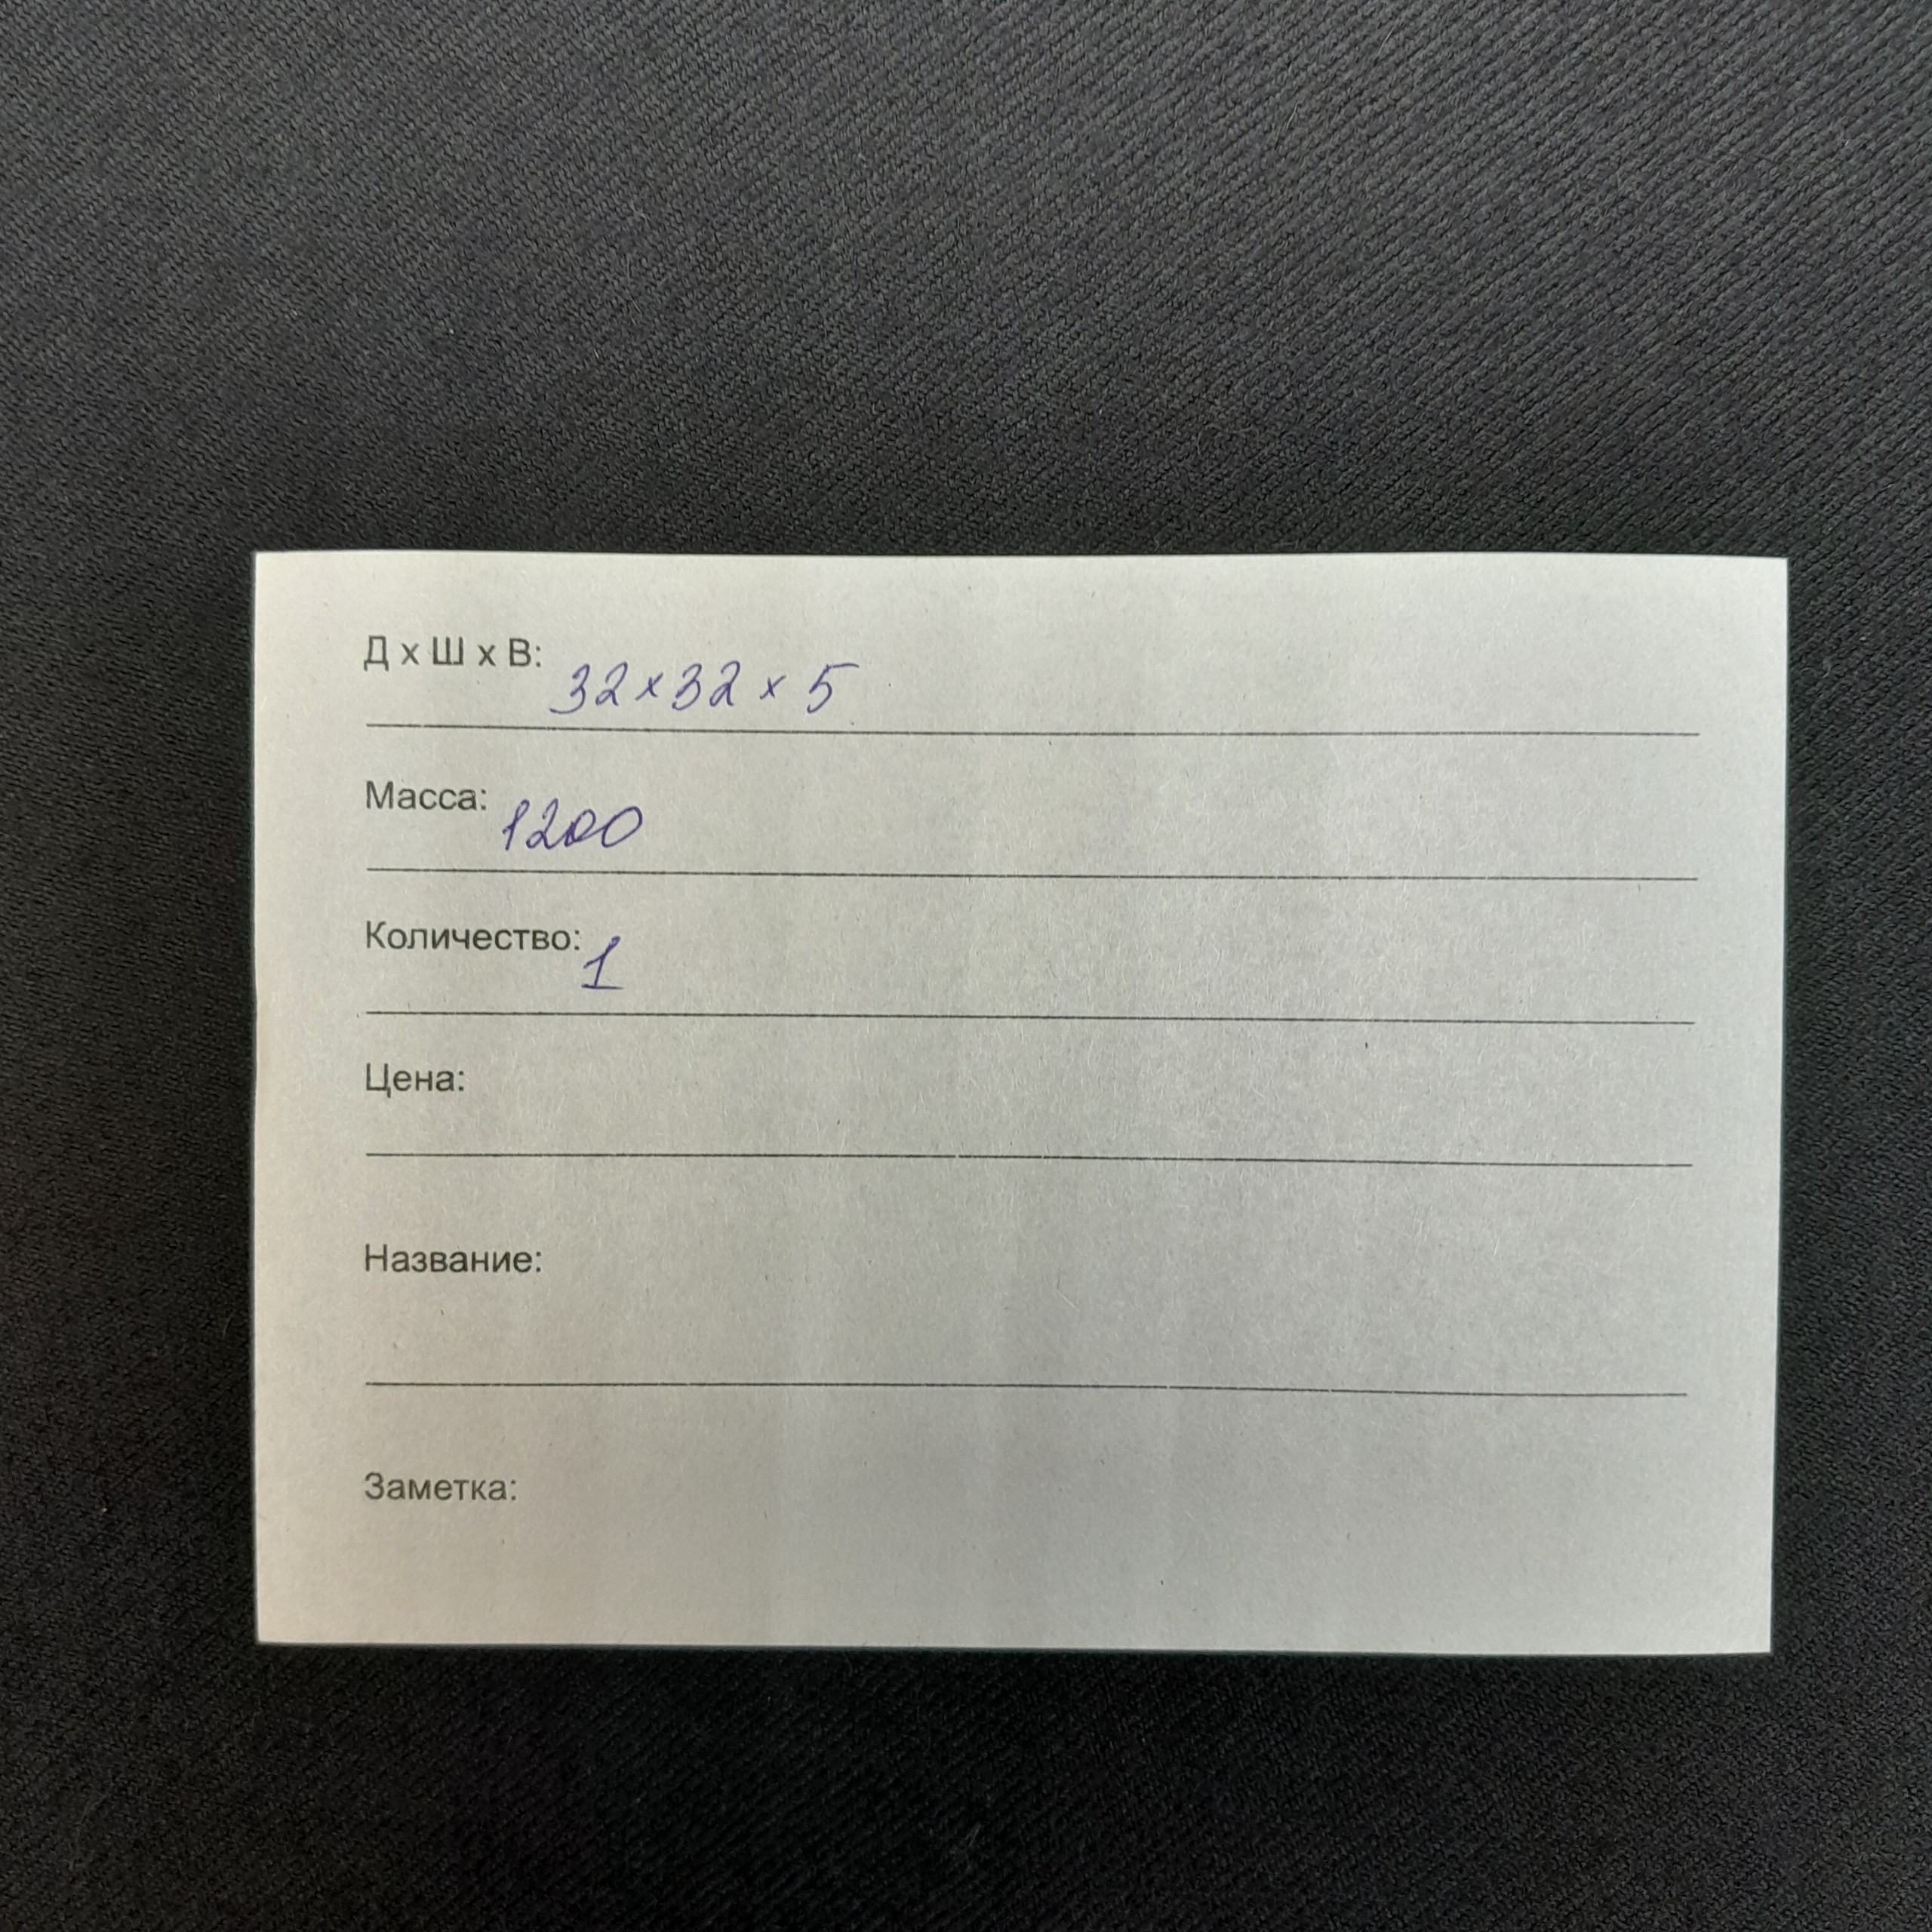 Д х Ш х В: 32 х 32 х 5
Масса: 1200
Количество: 1
Цена:
Название:
Заметка: